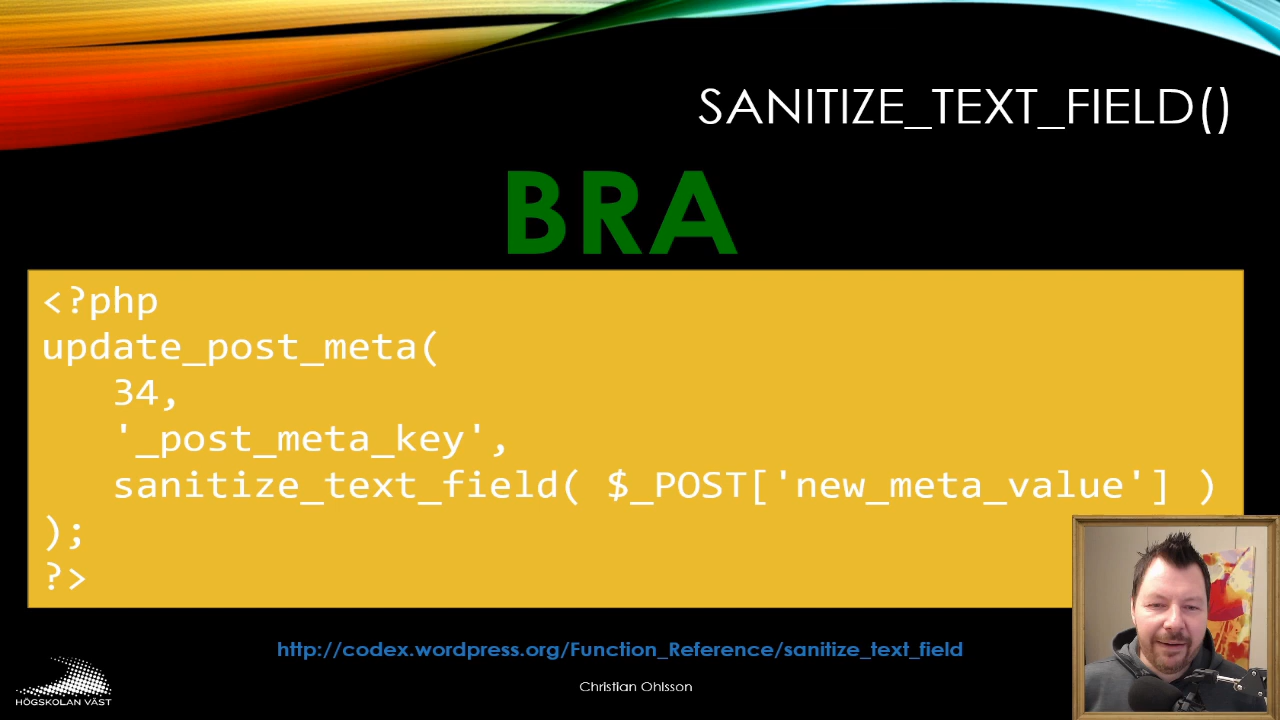 SANITIZE_TEXT_FIELD()
BRA
<?php
update_post_meta(
34,
'_post_meta_key',
sanitize_text_field( $_POST['new_meta_value'] )
);
?>
http://codex.wordpress.org/Function_Reference/sanitize_text_field
Christian Ohlsson
HÖGSKOLAN VÄST